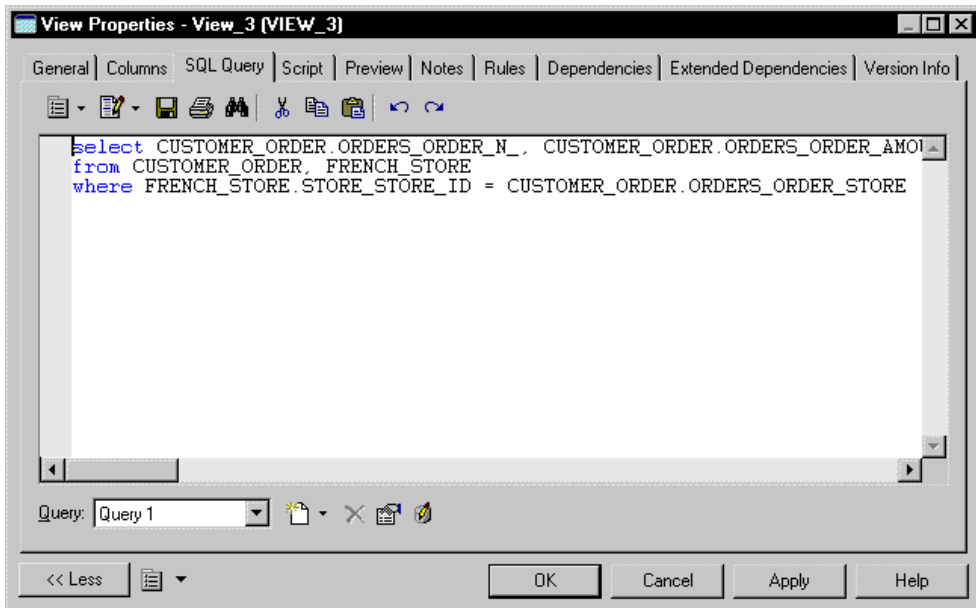 View Properties - View_3 (VIEW_3)
General Columns SQL Query Script Preview Notes Rules Dependencies Extended Dependencies Version Info
select CUSTOMER_ORDER.ORDERS_ORDER_N_, CUSTOMER_ORDER.ORDERS_ORDER_AMOU
from CUSTOMER_ORDER, FRENCH_STORE
where FRENCH_STORE.STORE_STORE_ID = CUSTOMER_ORDER.ORDERS_ORDER_STORE
Query: Query 1
<< Less OK Cancel Apply Help